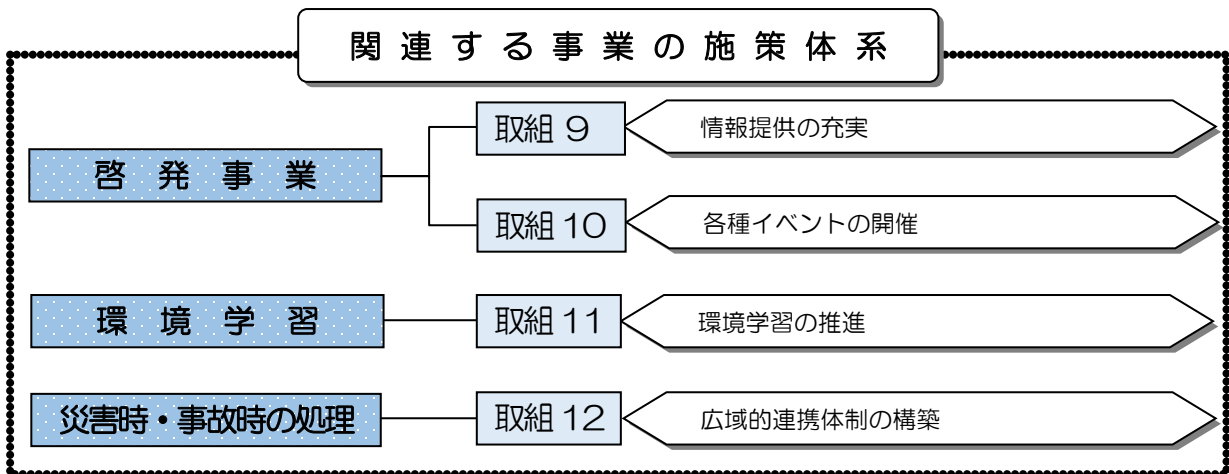 関連する事業の施策体系
啓発事業
取組９
情報提供の充実
取組１０
各種イベントの開催
環境学習
取組１１
環境学習の推進
災害時・事故時の処理
取組１２
広域的連携体制の構築